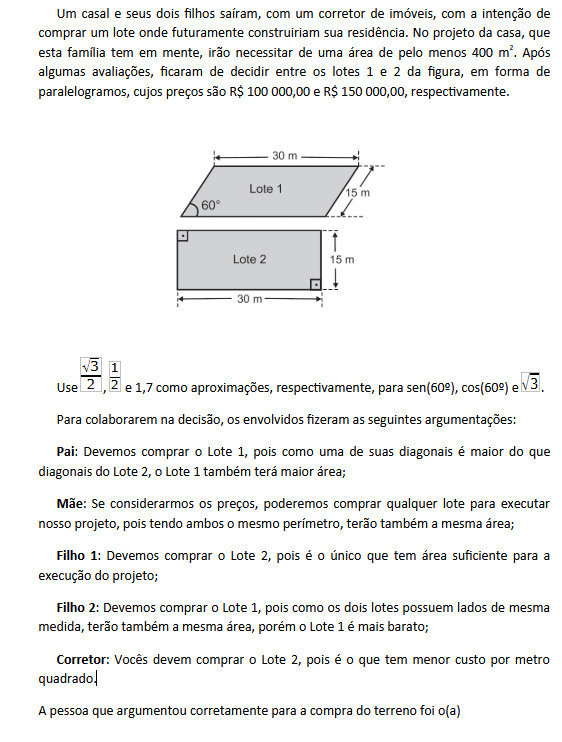 Um casal e seus dois filhos saíram, com um corretor de imóveis, com a intenção de
comprar um lote onde futuramente construiriam sua residência. No projeto da casa, que
esta família tem em mente, irão necessitar de uma área de pelo menos 400 m². Após
algumas avaliações, ficaram de decidir entre os lotes 1 e 2 da figura, em forma de
paralelogramos, cujos preços são R$ 100 000,00 e R$ 150 000,00, respectivamente.
30 m
Lote 1
15 m
60°
Lote 2
15 m
30 m
Use √3/2, 1/2 e 1,7 como aproximações, respectivamente, para sen(60º), cos(60º) e √3.
Para colaborarem na decisão, os envolvidos fizeram as seguintes argumentações:
Pai: Devemos comprar o Lote 1, pois como uma de suas diagonais é maior do que
diagonais do Lote 2, o Lote 1 também terá maior área;
Mãe: Se considerarmos os preços, poderemos comprar qualquer lote para executar
nosso projeto, pois tendo ambos o mesmo perímetro, terão também a mesma área;
Filho 1: Devemos comprar o Lote 2, pois é o único que tem área suficiente para a
execução do projeto;
Filho 2: Devemos comprar o Lote 1, pois como os dois lotes possuem lados de mesma
medida, terão também a mesma área, porém o Lote 1 é mais barato;
Corretor: Vocês devem comprar o Lote 2, pois é o que tem menor custo por metro
quadrado.
A pessoa que argumentou corretamente para a compra do terreno foi o(a)